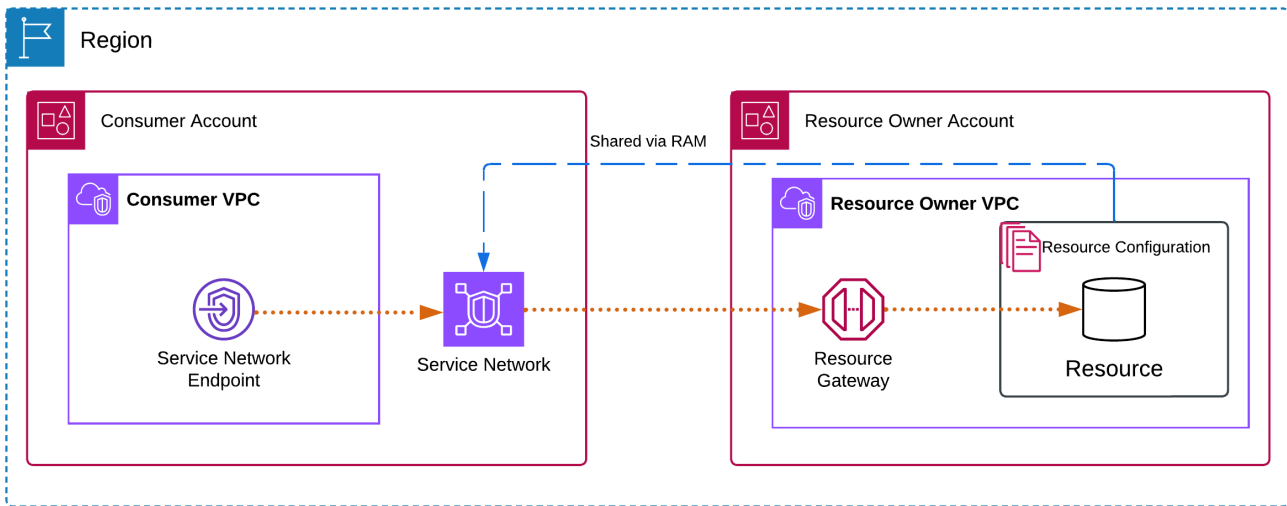 Region
Consumer Account
Shared via RAM
Resource Owner Account
Consumer VPC
Resource Owner VPC
Resource Configuration
Service Network
Endpoint
Service Network
Resource
Gateway
Resource